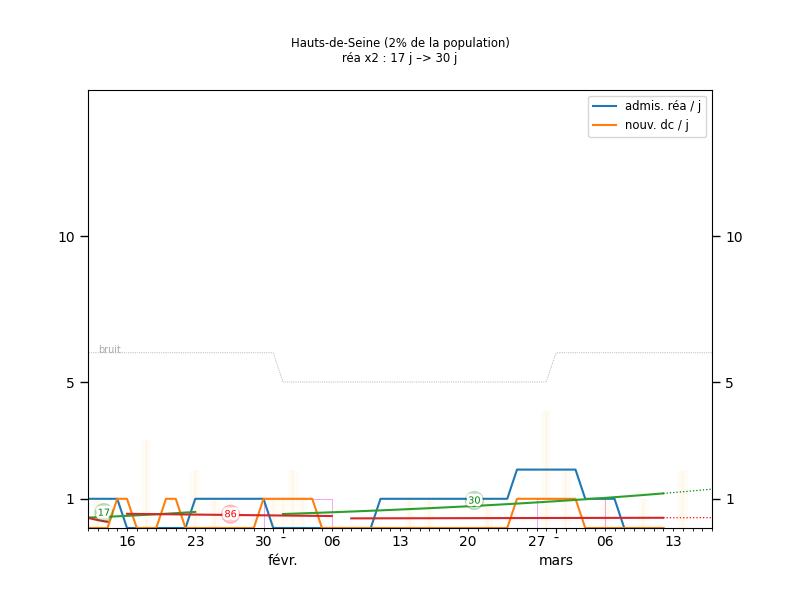 Hauts-de-Seine (2% de la population)
réa x2 : 17 j –> 30 j
admis. réa / j
nouv. dc / j
10 10
bruit
5 5
1 1
17 86 30
16 23 30 - 06 13 20 27 - 06 13
févr. mars